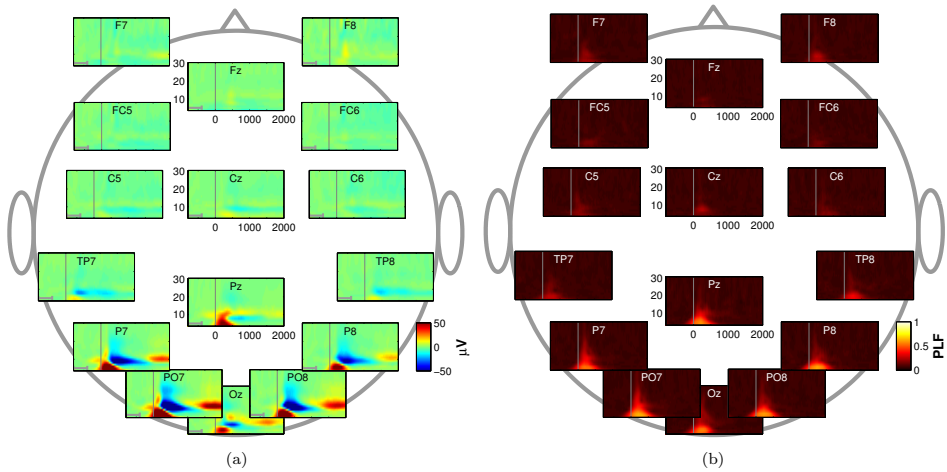 F7 F8 F7 F8
Fz Fz
30 30
20 20
10 10
FC5 FC6 FC5 FC6
0 1000 2000 0 1000 2000
C5 Cz C6 C5 Cz C6
30 30
20 20
10 10
0 1000 2000 0 1000 2000
TP7 TP8 TP7 TP8
Pz Pz
30 30
20 20
10 10
P7 P8 P7 P8
0 1000 2000 0 1000 2000
50 1
0 0.5
−50 0
μV PLF
PO7 PO8 PO7 PO8
Oz Oz
(a) (b)